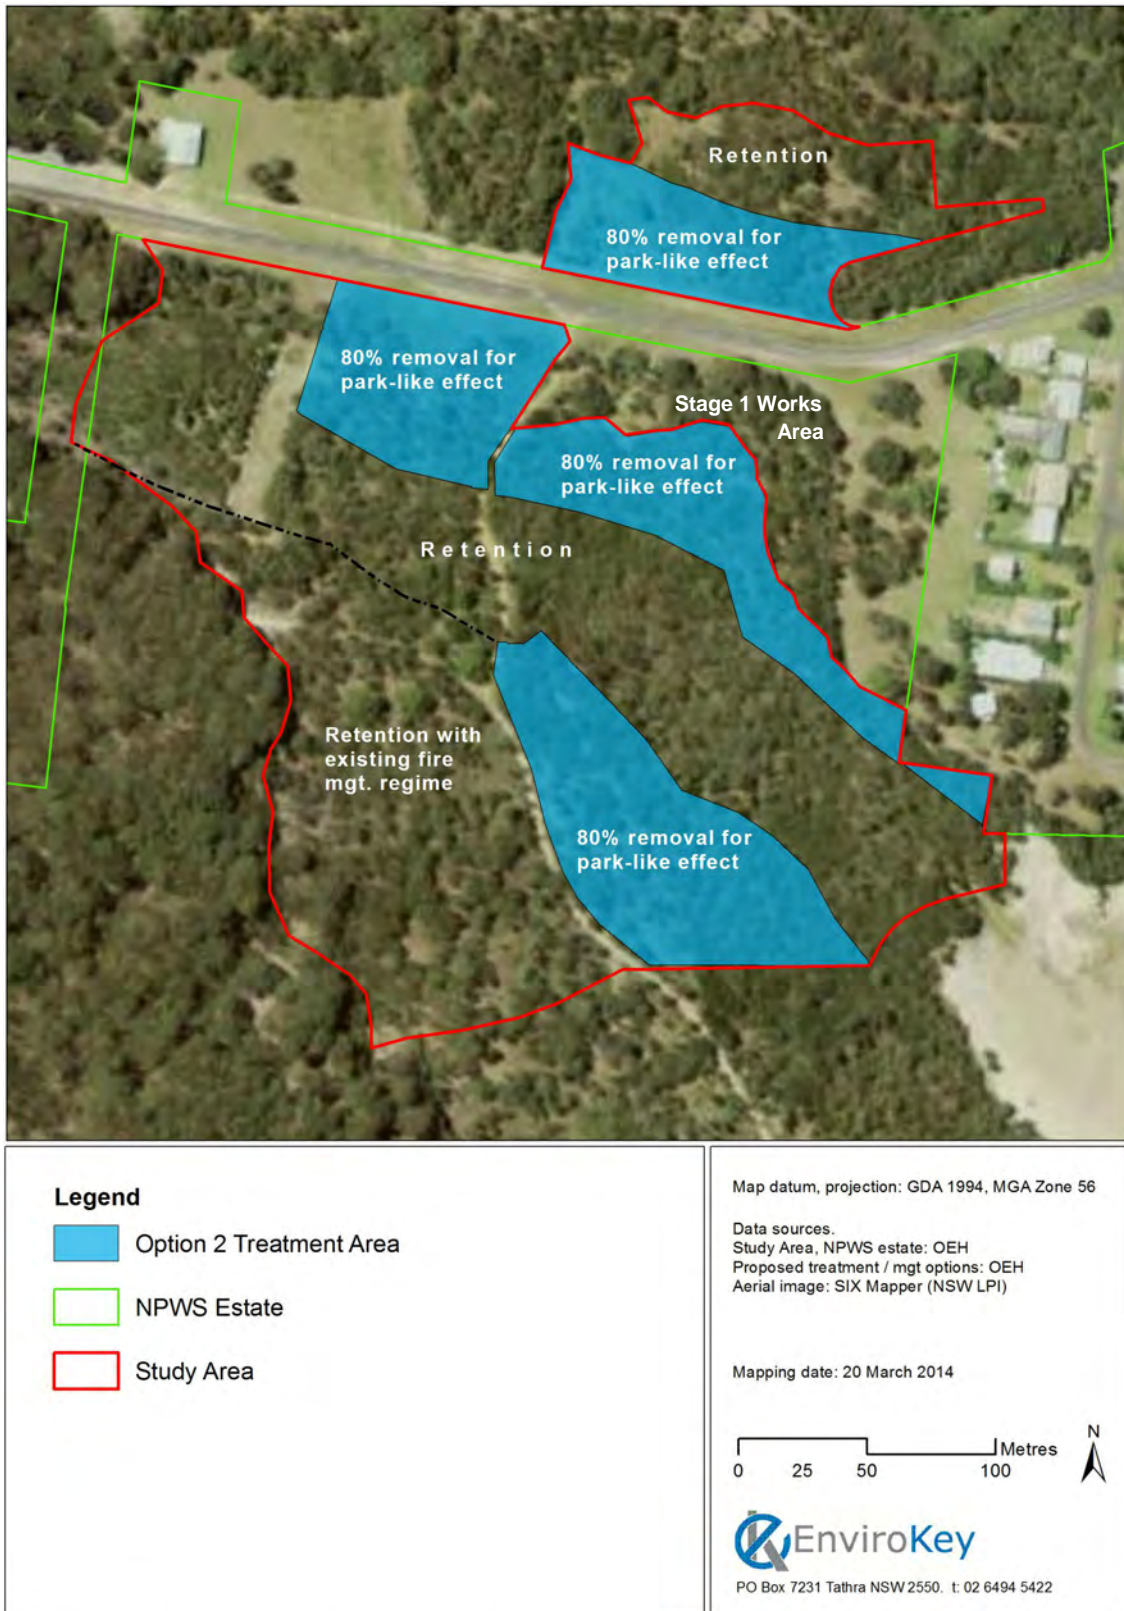 Retention
80% removal for
park-like effect
80% removal for
park-like effect
Stage 1 Works
Area
80% removal for
park-like effect
Retention
Retention with
existing fire
mgt. regime
80% removal for
park-like effect
Legend
Option 2 Treatment Area
NPWS Estate
Study Area
Map datum, projection: GDA 1994, MGA Zone 56
Data sources.
Study Area, NPWS estate: OEH
Proposed treatment / mgt options: OEH
Aerial image: SIX Mapper (NSW LPI)
Mapping date: 20 March 2014
N
Metres
0 25 50 100
EnviroKey
PO Box 7231 Tathra NSW 2550. t: 02 6494 5422